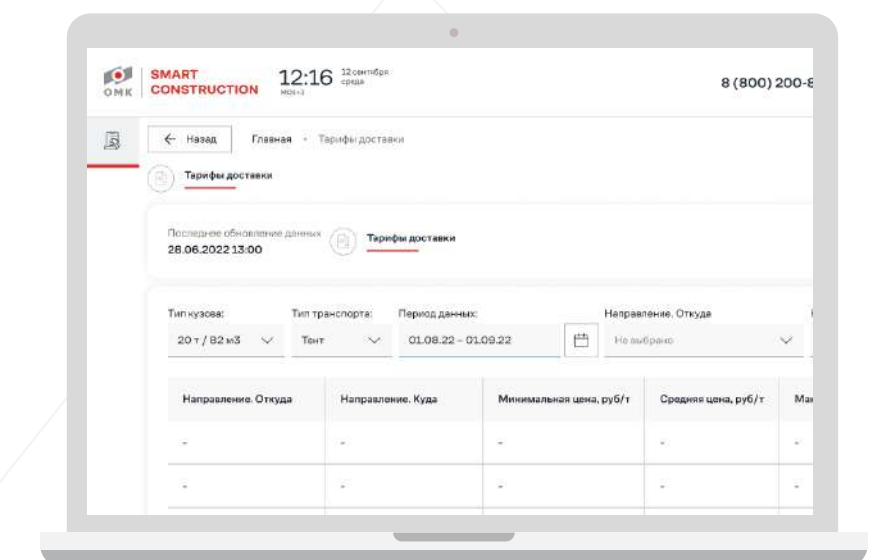 ОМК
SMART
CONSTRUCTION
12:16
МСК+3
12 сентября
среда
8 (800) 200-8
← Назад Главная • Тарифы доставки
Тарифы доставки
Последнее обновление данных
28.06.2022 13:00
Тарифы доставки
Тип кузова: Тип транспорта: Период данных: Направление. Откуда
20 т / 82 м3 Тент 01.08.22 – 01.09.22 Не выбрано
Направление. Откуда Направление. Куда Минимальная цена, руб/т Средняя цена, руб/т Мак
- - - - -
- - - - -